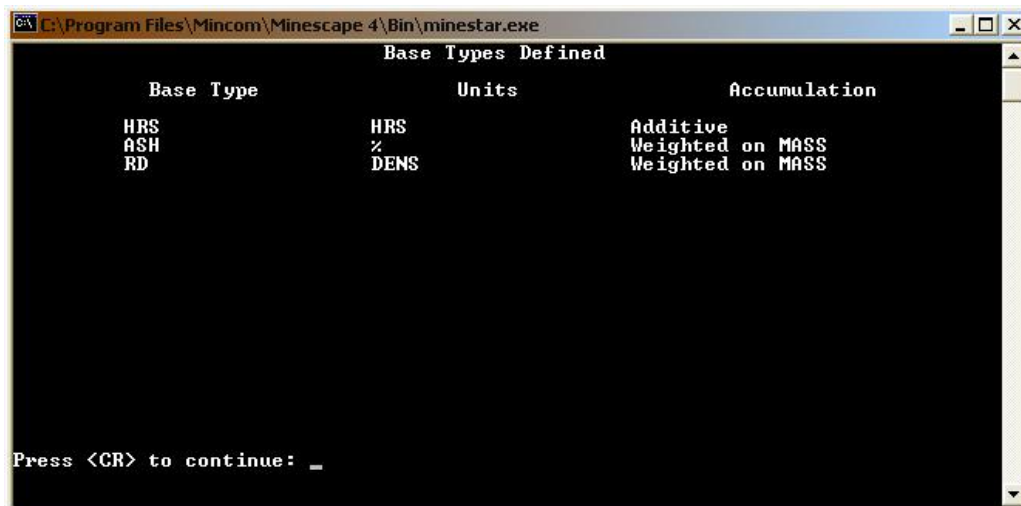 C:\Program Files\Mincom\Minescape 4\Bin\minestar.exe
Base Types Defined
Base Type Units Accumulation
HRS HRS Additive
ASH % Weighted on MASS
RD DENS Weighted on MASS
Press <CR> to continue: _